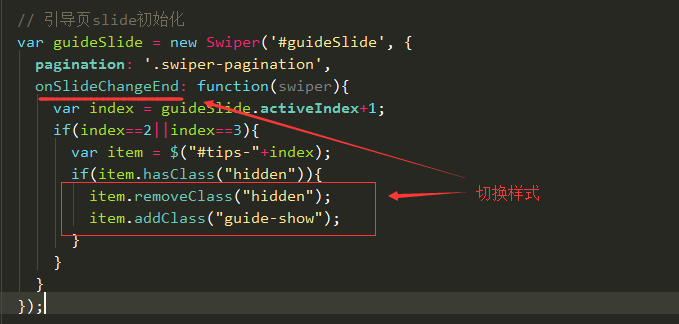 // 引导页slide初始化
var guideSlide = new Swiper('#guideSlide', {
pagination: '.swiper-pagination',
onSlideChangeEnd: function(swiper){
var index = guideSlide.activeIndex+1;
if(index==2||index==3){
var item = $("#tips-"+index);
if(item.hasClass("hidden")){
item.removeClass("hidden");
切换样式
item.addClass("guide-show");
}
}
}
});